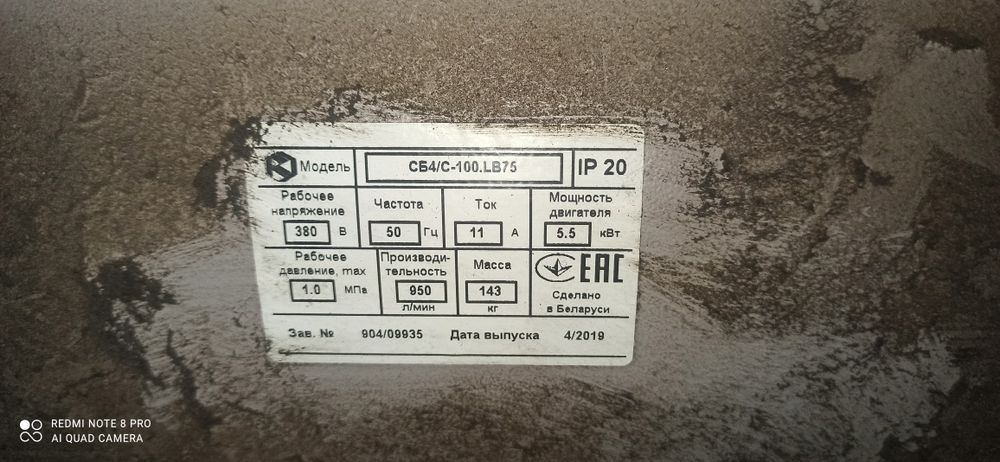 Модель СБ4/С-100.LB75 IP 20
Рабочее напряжение 380 В
Частота 50 Гц
Ток 11 А
Мощность двигателя 5.5 кВт
Рабочее давление, max 1.0 МПа
Производи-
тельность 950 л/мин
Масса 143 кг
EAC
Сделано
в Беларуси
Зав. № 904/09935 Дата выпуска 4/2019
REDMI NOTE 8 PRO
AI QUAD CAMERA